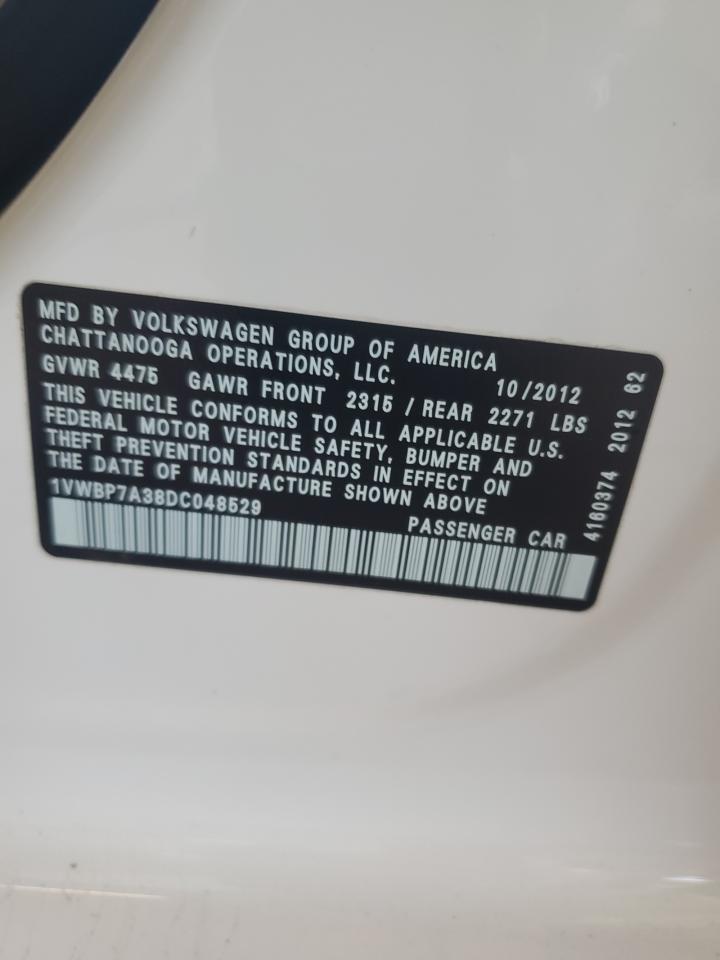 MFD BY VOLKSWAGEN GROUP OF AMERICA
CHATTANOOGA OPERATIONS, LLC. 10/2012
GVWR 4475 GAWR FRONT 2315 / REAR 2271 LBS
THIS VEHICLE CONFORMS TO ALL APPLICABLE U.S.
FEDERAL MOTOR VEHICLE SAFETY, BUMPER AND
THEFT PREVENTION STANDARDS IN EFFECT ON
THE DATE OF MANUFACTURE SHOWN ABOVE
1VWBP7A38DC048529 PASSENGER CAR
4160374 2012 62